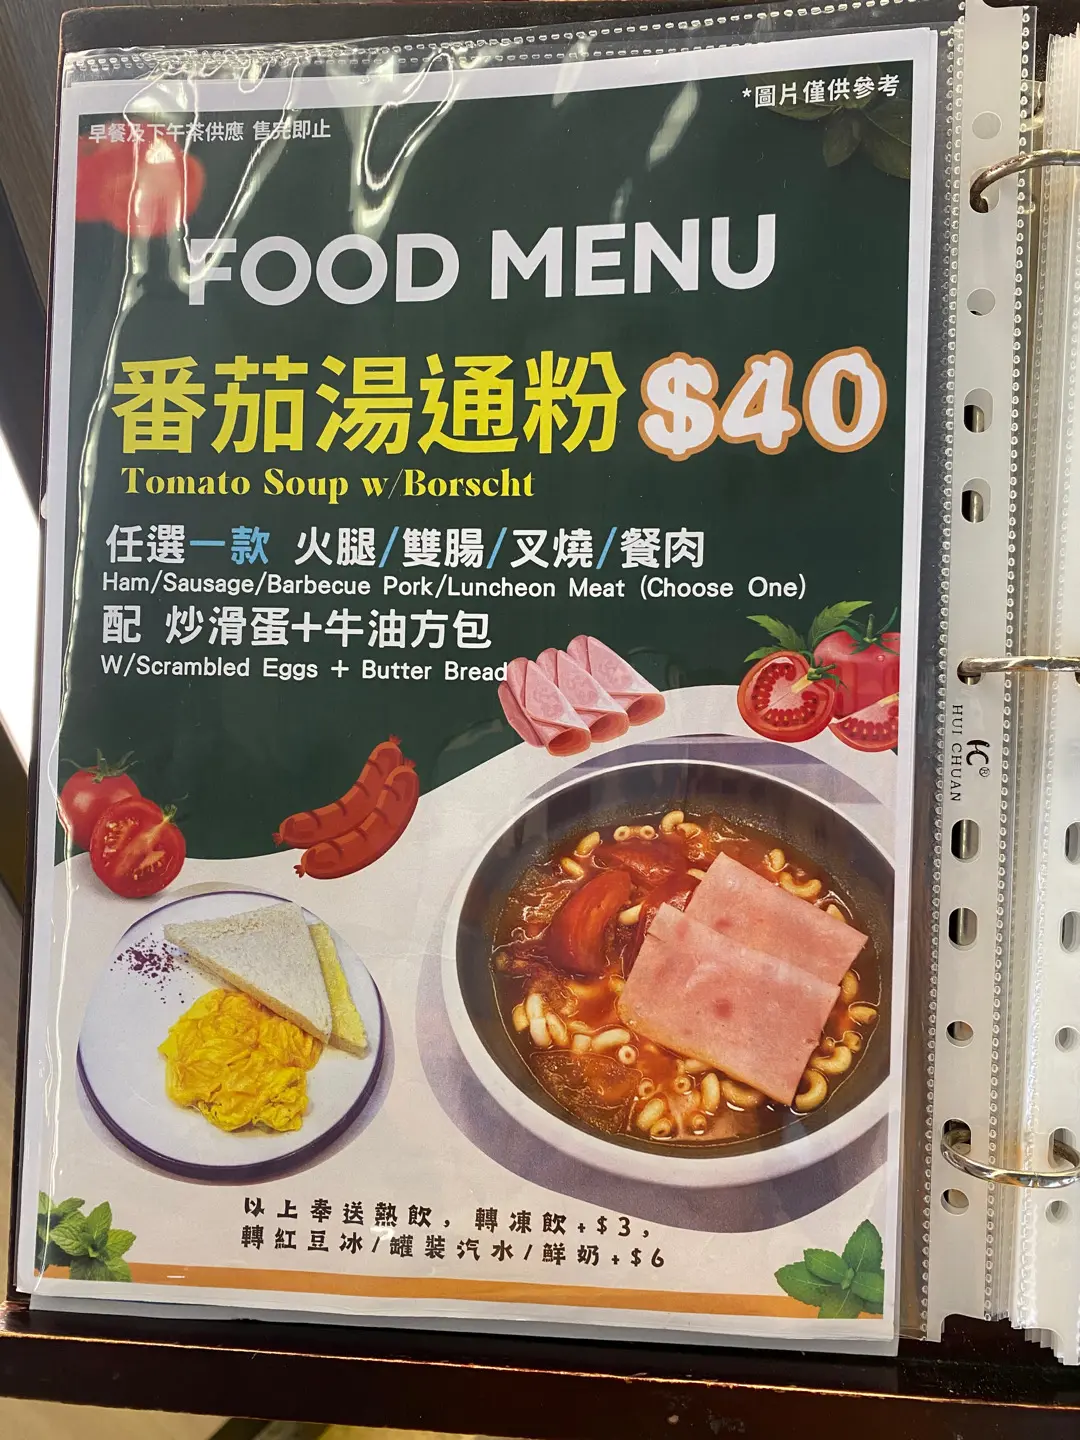 *圖片僅供參考
早餐及下午茶供應 售完即止
FOOD MENU
番茄湯通粉 $40
Tomato Soup w/Borscht
任選一款 火腿/雙腸/叉燒/餐肉
Ham/Sausage/Barbecue Pork/Luncheon Meat (Choose One)
配 炒滑蛋+牛油方包
W/Scrambled Eggs + Butter Bread
以上奉送熱飲, 轉凍飲+$3,
轉紅豆冰/罐裝汽水/鮮奶+$6
HC®
HUI CHUAN